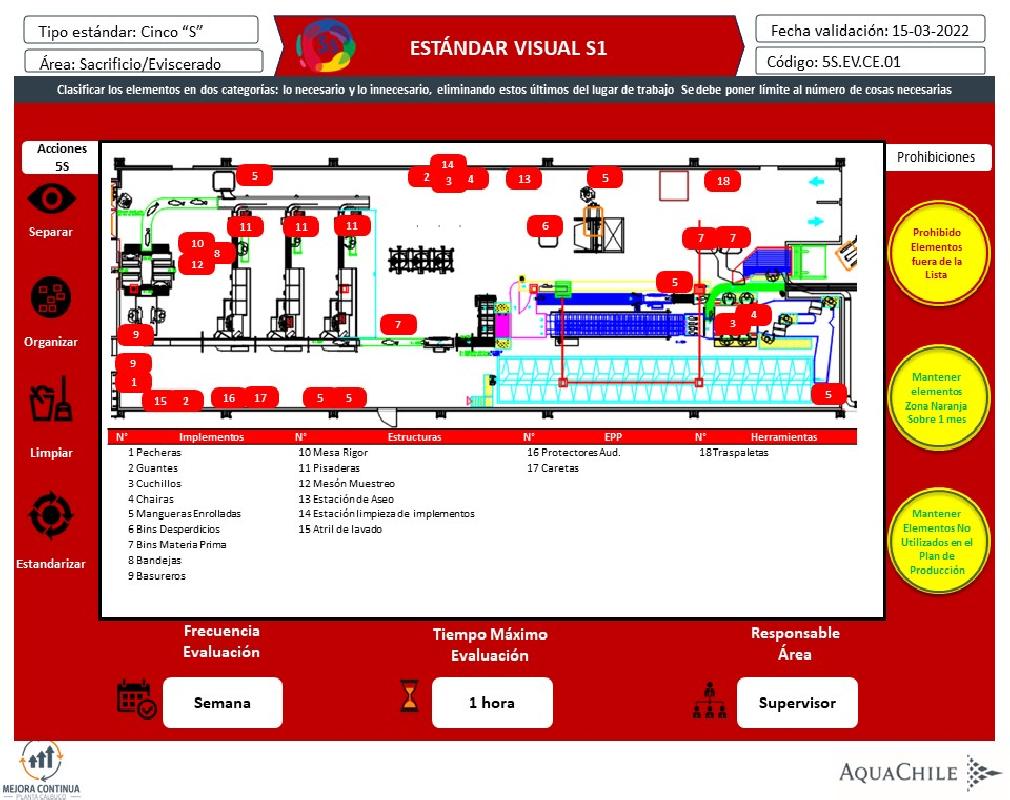 Tipo estándar: Cinco “S”
Área: Sacrificio/Eviscerado
ESTÁNDAR VISUAL S1
Fecha validación: 15-03-2022
Código: 5S.EV.CE.01
Clasificar los elementos en dos categorías: lo necesario y lo innecesario, eliminando estos últimos del lugar de trabajo Se debe poner límite al número de cosas necesarias
Acciones
5S
Separar
Organizar
Limpiar
Estandarizar
14
5
2
3
4
13
5
18
11
11
11
6
10
8
12
7
7
5
9
7
3
4
9
1
15
2
16
17
5
5
5
N° Implementos N° Estructuras N° EPP N° Herramientas
1 Pecheras 10 Mesa Rigor 16 Protectores Aud. 18 Traspaletas
2 Guantes 11 Pisaderas 17 Caretas
3 Cuchillos 12 Mesón Muestreo
4 Chairas 13 Estación de Aseo
5 Mangueras Enrolladas 14 Estación limpieza de implementos
6 Bins Desperdicios 15 Atril de lavado
7 Bins Materia Prima
8 Bandejas
9 Basureros
Prohibiciones
Prohibido
Elementos
fuera de la
Lista
Mantener
elementos
Zona Naranja
Sobre 1 mes
Mantener
Elementos No
Utilizados en el
Plan de
Producción
Frecuencia
Evaluación
Semana
Tiempo Máximo
Evaluación
1 hora
Responsable
Área
Supervisor
MEJORA CONTINUA
PLANTA CALBUCO
AQUACHILE